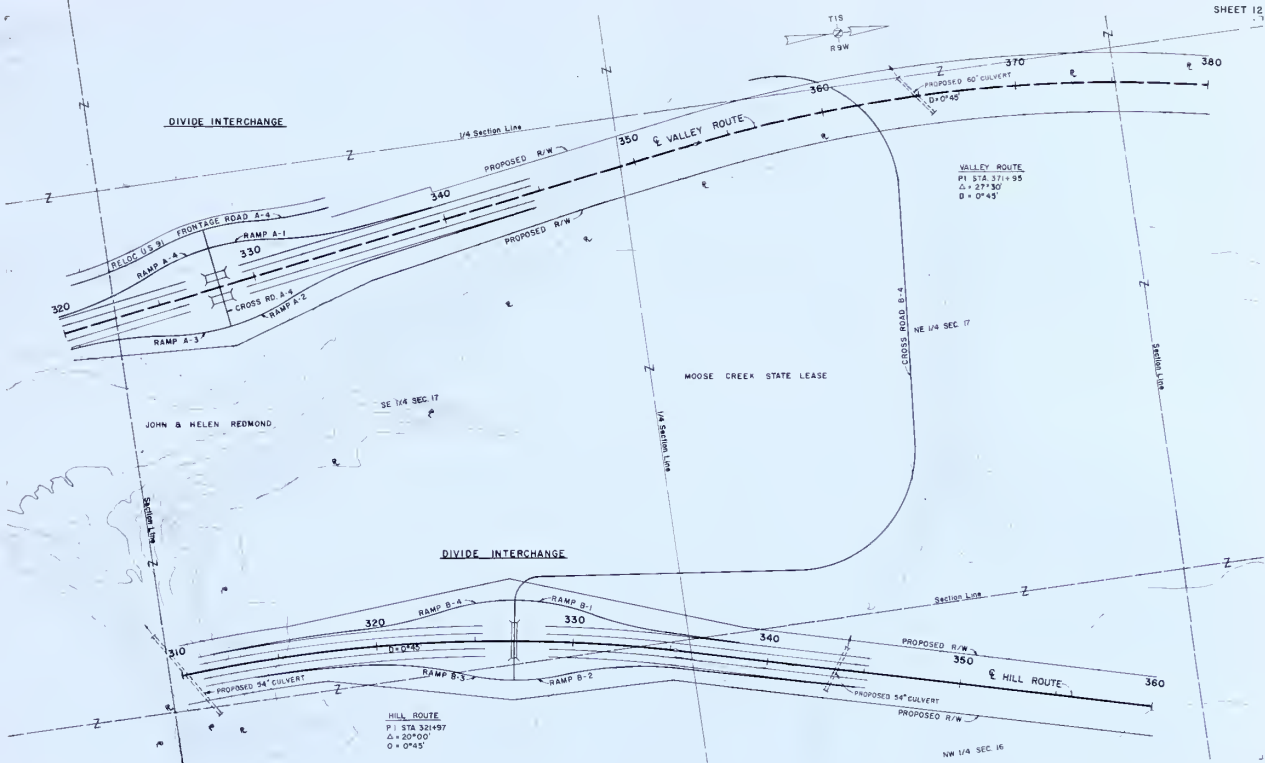 SHEET 12
T1S
R9W
Z
Z
Z
370
380
PROPOSED 60" CULVERT
D=0°45'
360
DIVIDE INTERCHANGE
1/4 Section Line
Z
350
℄ VALLEY ROUTE
PROPOSED R/W
VALLEY ROUTE
PI STA. 371+95
Δ = 27°30'
D = 0°45'
Z
Z
340
RELOC U.S. 91 FRONTAGE ROAD A-4
RAMP A-1
330
RAMP A-4
PROPOSED R/W
CROSS RD. A-4
RAMP A-2
320
RAMP A-3
Z
CROSS ROAD B-4
NE 1/4 SEC. 17
Section Line
Z
MOOSE CREEK STATE LEASE
SE 1/4 SEC. 17
JOHN & HELEN REDMOND
1/4 Section Line
Section Line
Z
DIVIDE INTERCHANGE
Z
Section Line
Z
RAMP B-4
RAMP B-1
310
320
330
340
350
360
D=0°45'
PROPOSED R/W
℄ HILL ROUTE
RAMP B-3
RAMP B-2
PROPOSED 54" CULVERT
PROPOSED 54" CULVERT
PROPOSED R/W
Z
Z
HILL ROUTE
P I STA 321+97
Δ = 20°00'
D = 0°45'
NW 1/4 SEC. 16